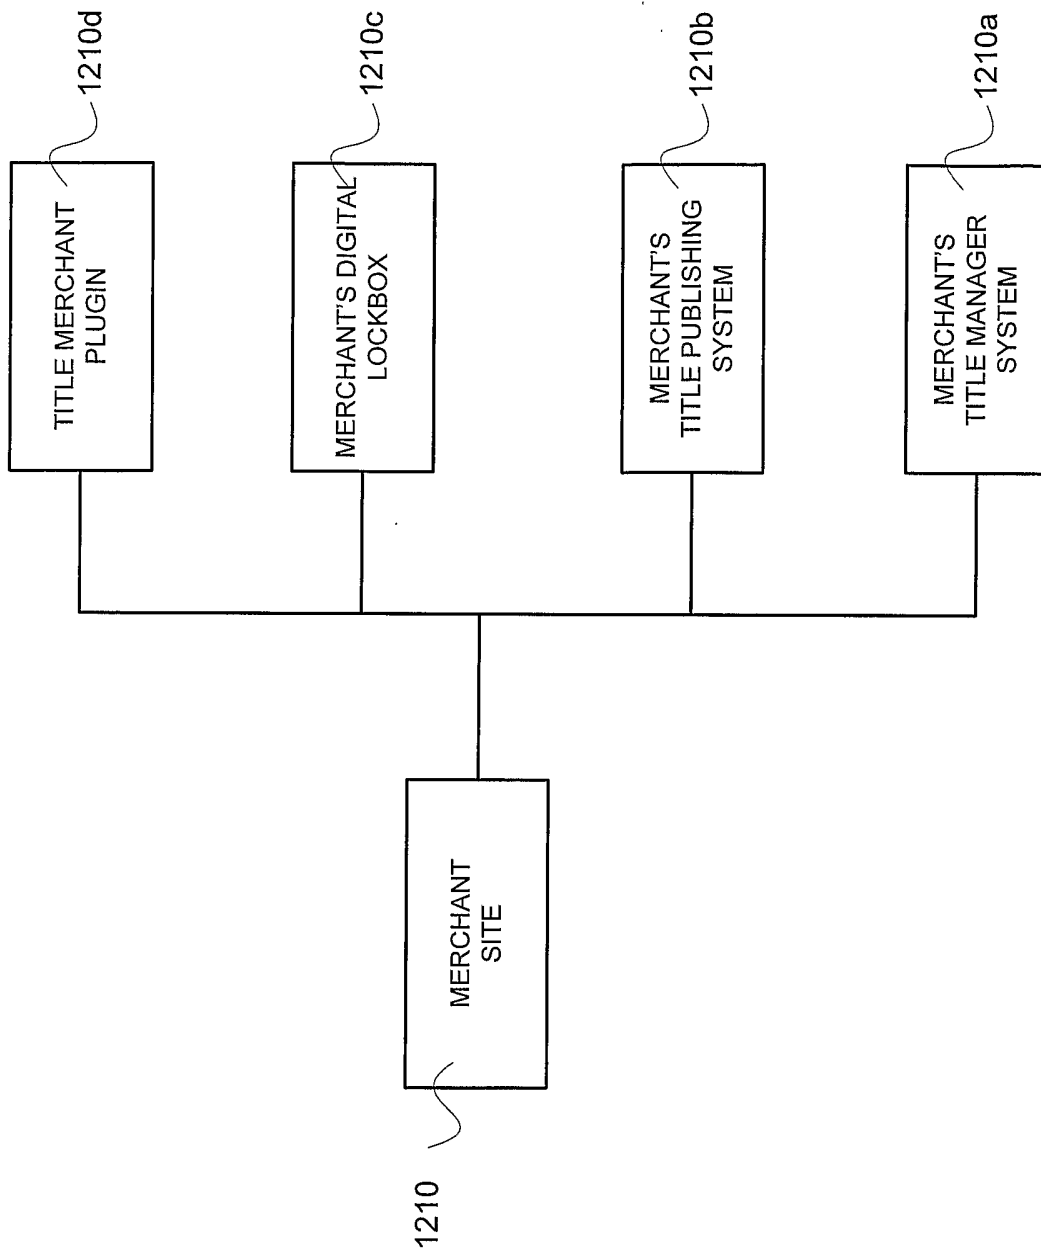 1210
MERCHANT
SITE
TITLE MERCHANT
PLUGIN
1210d
MERCHANT'S DIGITAL
LOCKBOX
1210c
MERCHANT'S
TITLE PUBLISHING
SYSTEM
1210b
MERCHANT'S
TITLE MANAGER
SYSTEM
1210a